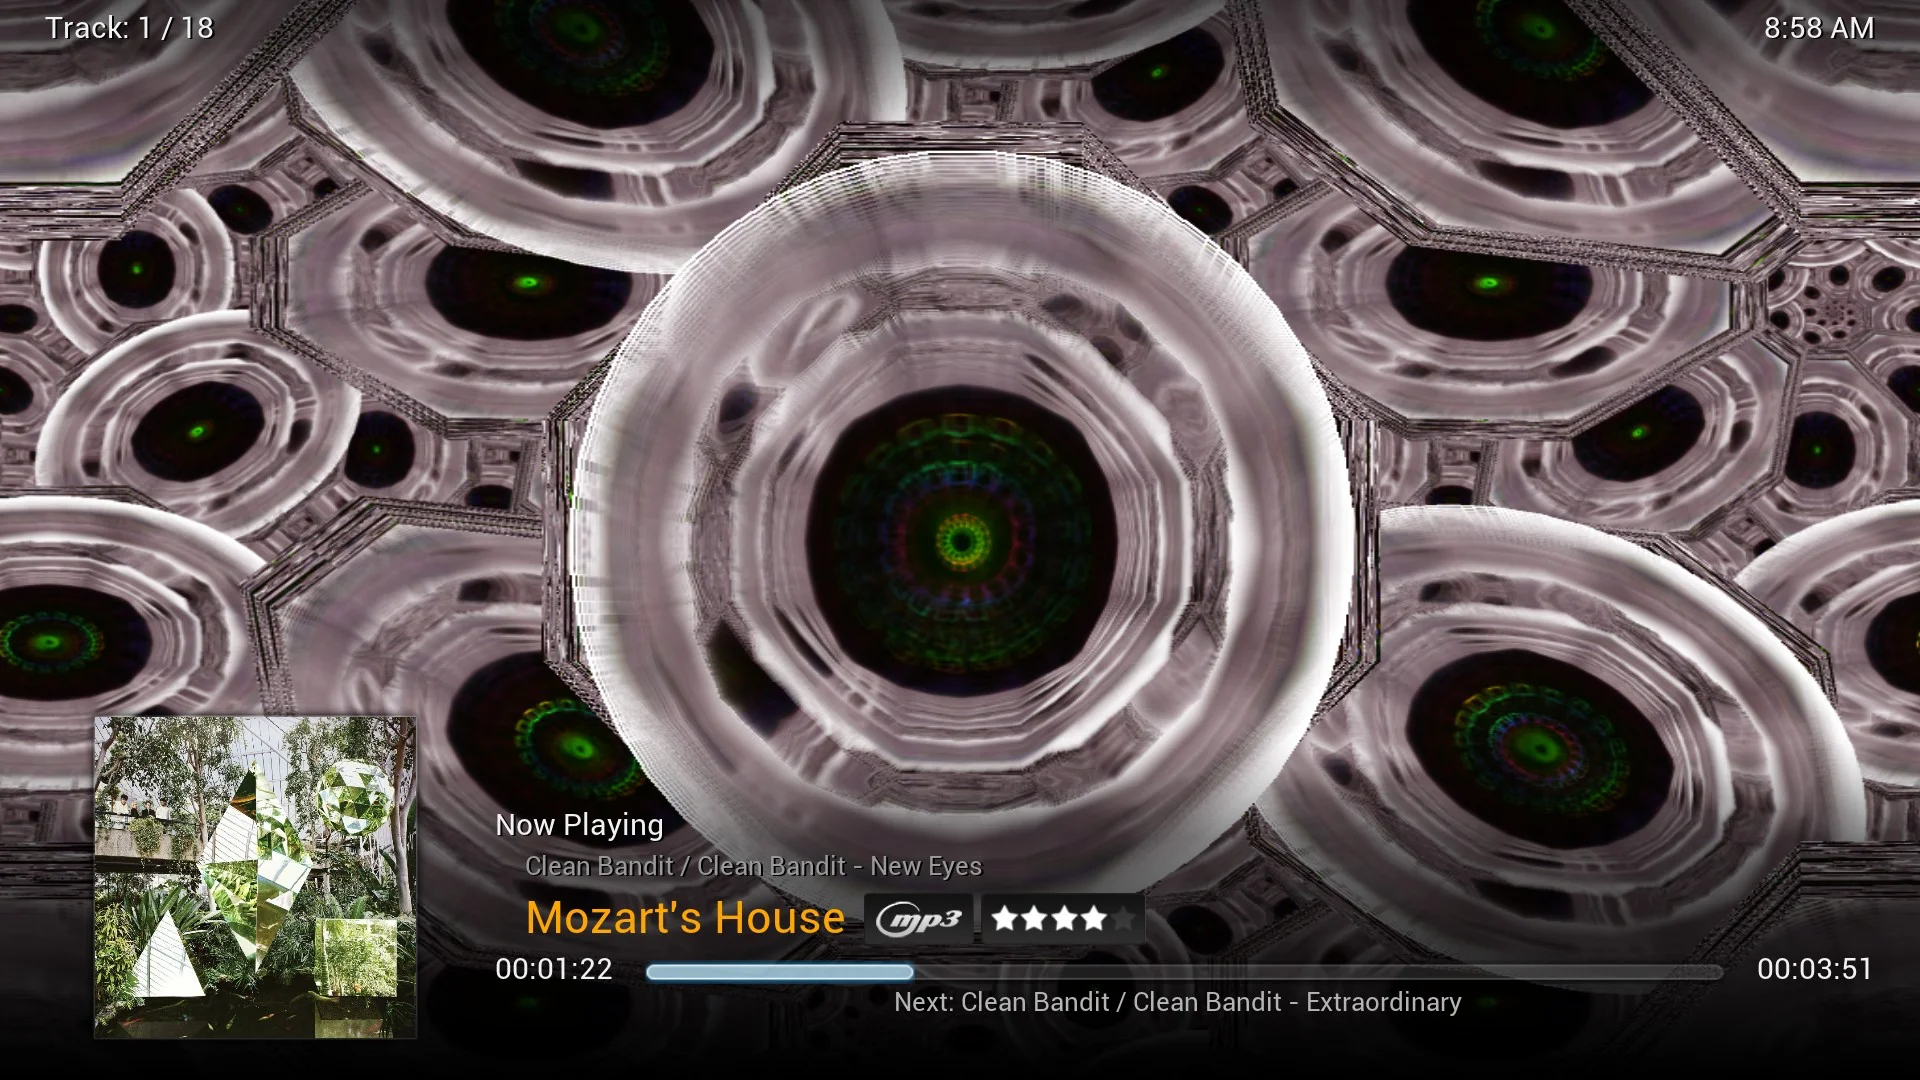 Track: 1 / 18
8:58 AM
Now Playing
Clean Bandit / Clean Bandit - New Eyes
Mozart's House mp3
00:01:22 00:03:51
Next: Clean Bandit / Clean Bandit - Extraordinary